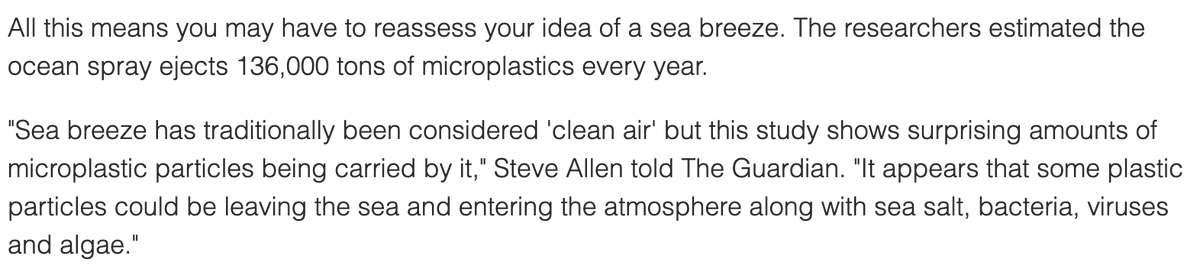 All this means you may have to reassess your idea of a sea breeze. The researchers estimated the
ocean spray ejects 136,000 tons of microplastics every year.
"Sea breeze has traditionally been considered 'clean air' but this study shows surprising amounts of
microplastic particles being carried by it," Steve Allen told The Guardian. "It appears that some plastic
particles could be leaving the sea and entering the atmosphere along with sea salt, bacteria, viruses
and algae."